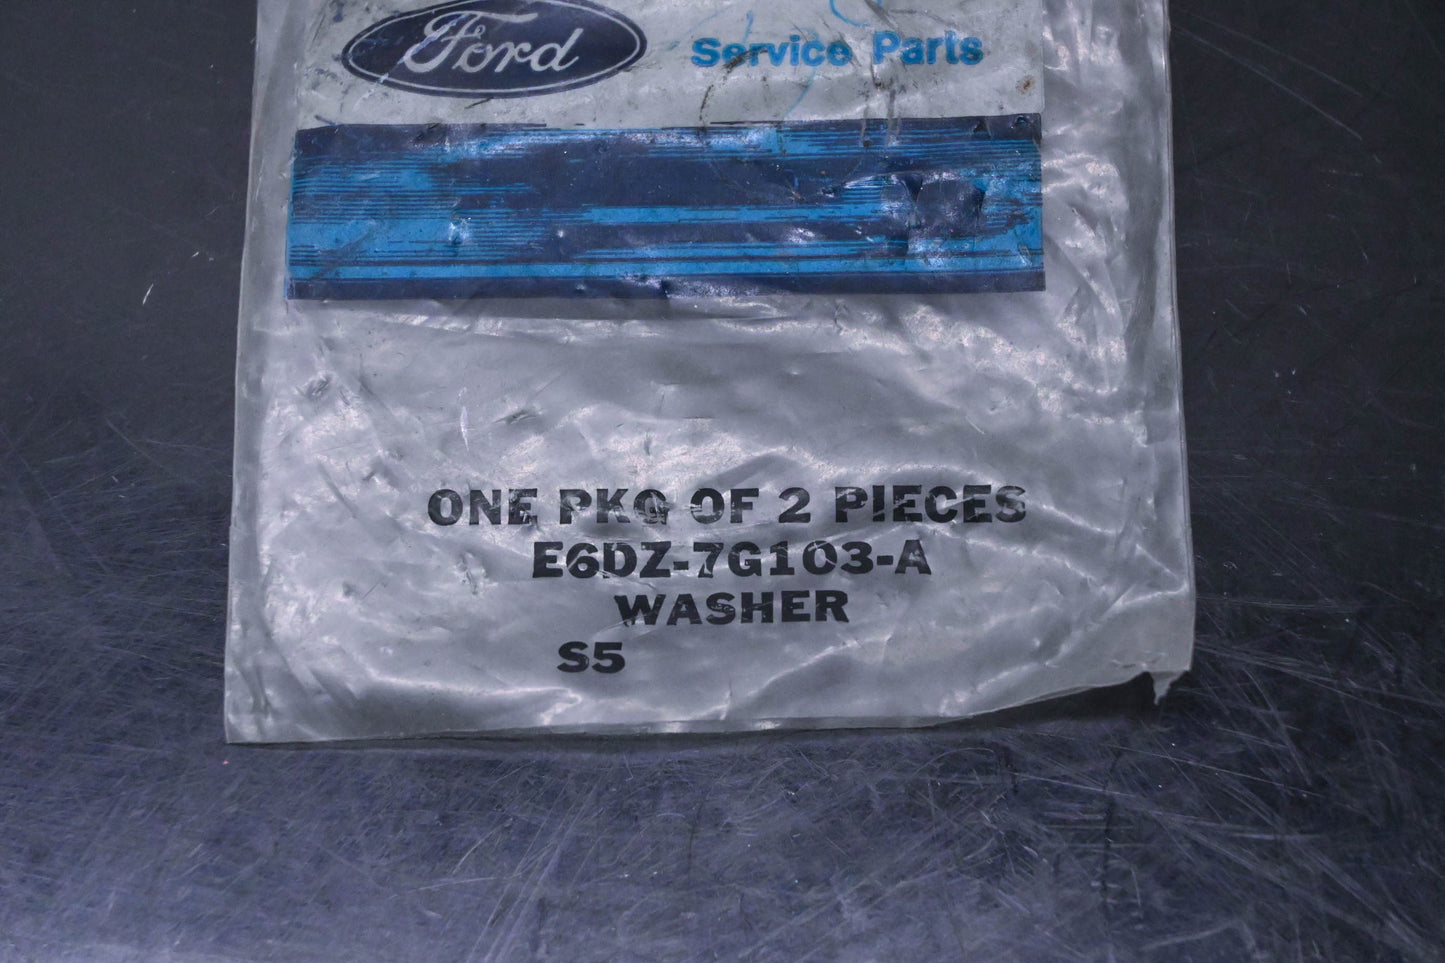 Ford Service Parts
ONE PKG OF 2 PIECES
E6DZ-7G103-A
WASHER
S5